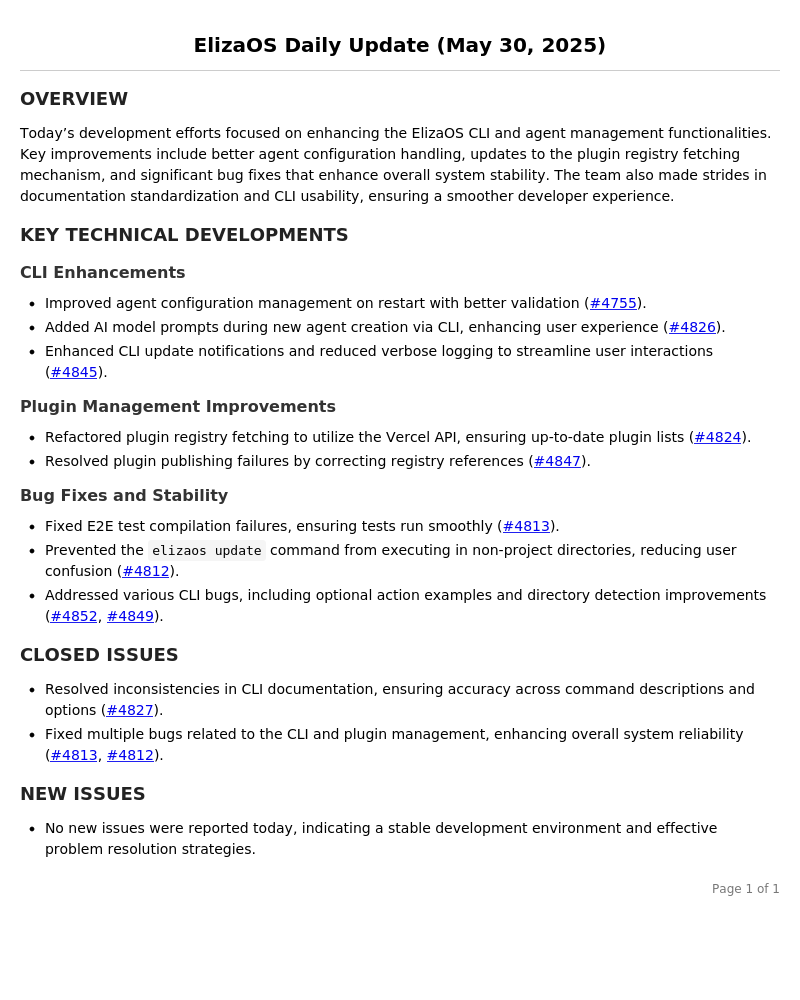 ElizaOS Daily Update (May 30, 2025)
OVERVIEW
Today’s development efforts focused on enhancing the ElizaOS CLI and agent management functionalities.
Key improvements include better agent configuration handling, updates to the plugin registry fetching
mechanism, and significant bug fixes that enhance overall system stability. The team also made strides in
documentation standardization and CLI usability, ensuring a smoother developer experience.
KEY TECHNICAL DEVELOPMENTS
CLI Enhancements
• Improved agent configuration management on restart with better validation (#4755).
• Added AI model prompts during new agent creation via CLI, enhancing user experience (#4826).
• Enhanced CLI update notifications and reduced verbose logging to streamline user interactions
(#4845).
Plugin Management Improvements
• Refactored plugin registry fetching to utilize the Vercel API, ensuring up-to-date plugin lists (#4824).
• Resolved plugin publishing failures by correcting registry references (#4847).
Bug Fixes and Stability
• Fixed E2E test compilation failures, ensuring tests run smoothly (#4813).
• Prevented the elizaos update command from executing in non-project directories, reducing user
confusion (#4812).
• Addressed various CLI bugs, including optional action examples and directory detection improvements
(#4852, #4849).
CLOSED ISSUES
• Resolved inconsistencies in CLI documentation, ensuring accuracy across command descriptions and
options (#4827).
• Fixed multiple bugs related to the CLI and plugin management, enhancing overall system reliability
(#4813, #4812).
NEW ISSUES
• No new issues were reported today, indicating a stable development environment and effective
problem resolution strategies.
Page 1 of 1